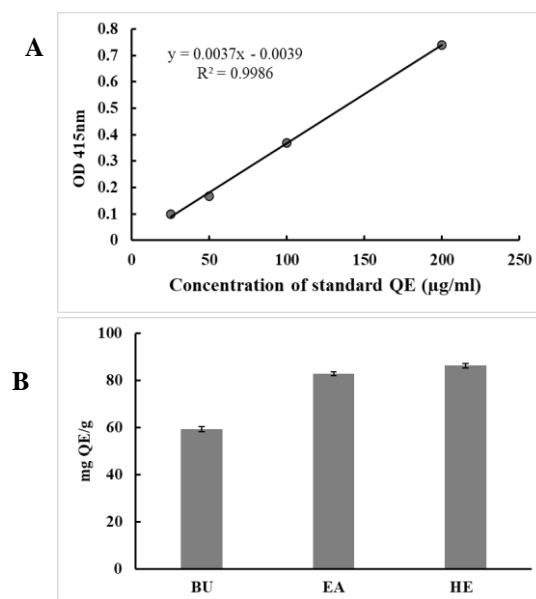 A
y = 0.0037x - 0.0039
R² = 0.9986
OD 415nm
0.8
0.7
0.6
0.5
0.4
0.3
0.2
0.1
0
0 50 100 150 200 250
Concentration of standard QE (µg/ml)
B
mg QE/g
100
80
60
40
20
0
BU EA HE